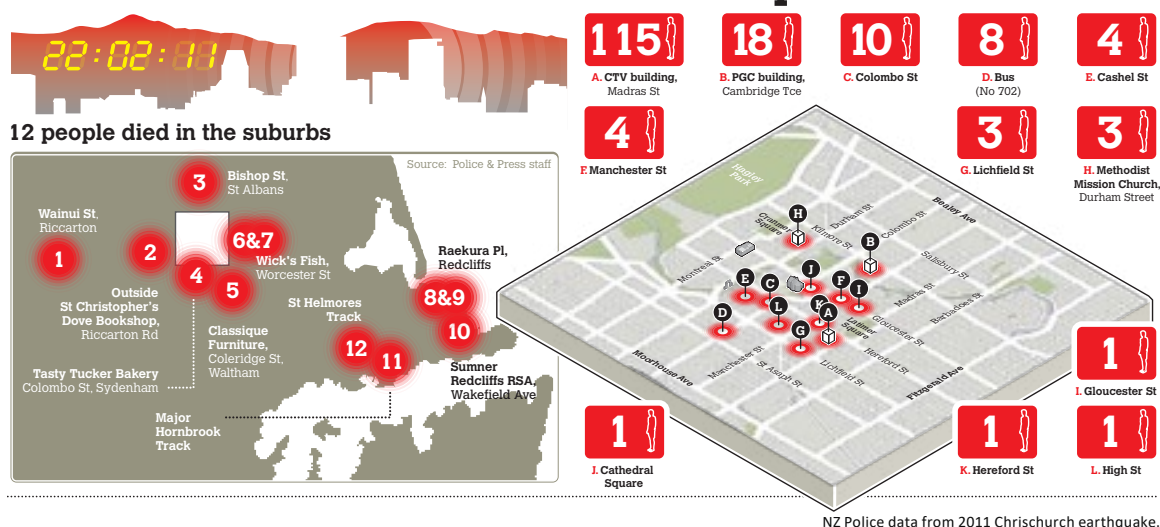 22:02:11
12 people died in the suburbs
Source: Police & Press staff
3
Bishop St,
St Albans
Wainui St,
Riccarton
1
2
6&7
Wick's Fish,
Worcester St
4
5
Outside
St Christopher's
Dove Bookshop,
Riccarton Rd
Classique
Furniture,
Coleridge St,
Waltham
Tasty Tucker Bakery
Colombo St, Sydenham
Raekura Pl,
Redcliffs
8&9
10
St Helmores
Track
12
11
Sumner
Redcliffs RSA,
Wakefield Ave
Major
Hornbrook
Track
115
A. CTV building,
Madras St
18
B. PGC building,
Cambridge Tce
10
C. Colombo St
8
D. Bus
(No 702)
4
E. Cashel St
4
F. Manchester St
3
G. Lichfield St
3
H. Methodist
Mission Church,
Durham Street
Hagley
Park
Cranmer
Square
Durham St
Kilmore St
Colombo St
Bealey Ave
Montreal St
Salisbury St
Madras St
Barbadoes St
Gloucester St
Latimer
Square
Hereford St
Fitzgerald Ave
Lichfield St
St Asaph St
Manchester St
Moorhouse Ave
H
B
J
E
C
F
I
D
L
K
A
G
1
I. Gloucester St
1
J. Cathedral
Square
1
K. Hereford St
1
L. High St
NZ Police data from 2011 Chrischurch earthquake.